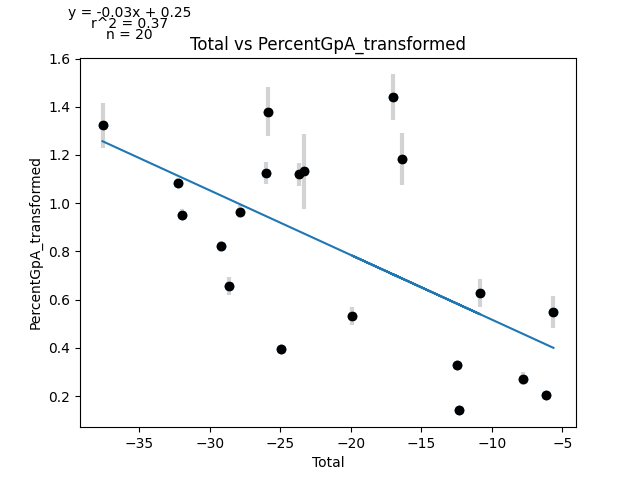 y = -0.03x + 0.25
r^2 = 0.37
n = 20
Total vs PercentGpA_transformed
1.6
1.4
1.2
1.0
0.8
0.6
0.4
0.2
PercentGpA_transformed
−35 −30 −25 −20 −15 −10 −5
Total